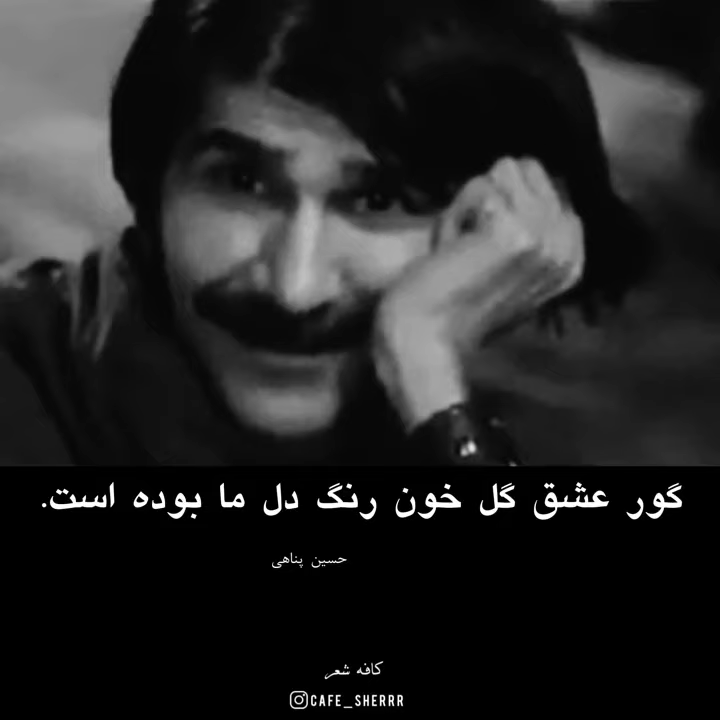 گور عشق گل خون رنگ دل ما بوده است.
حسین پناهی
کافه شعر
CAFE_SHERRR